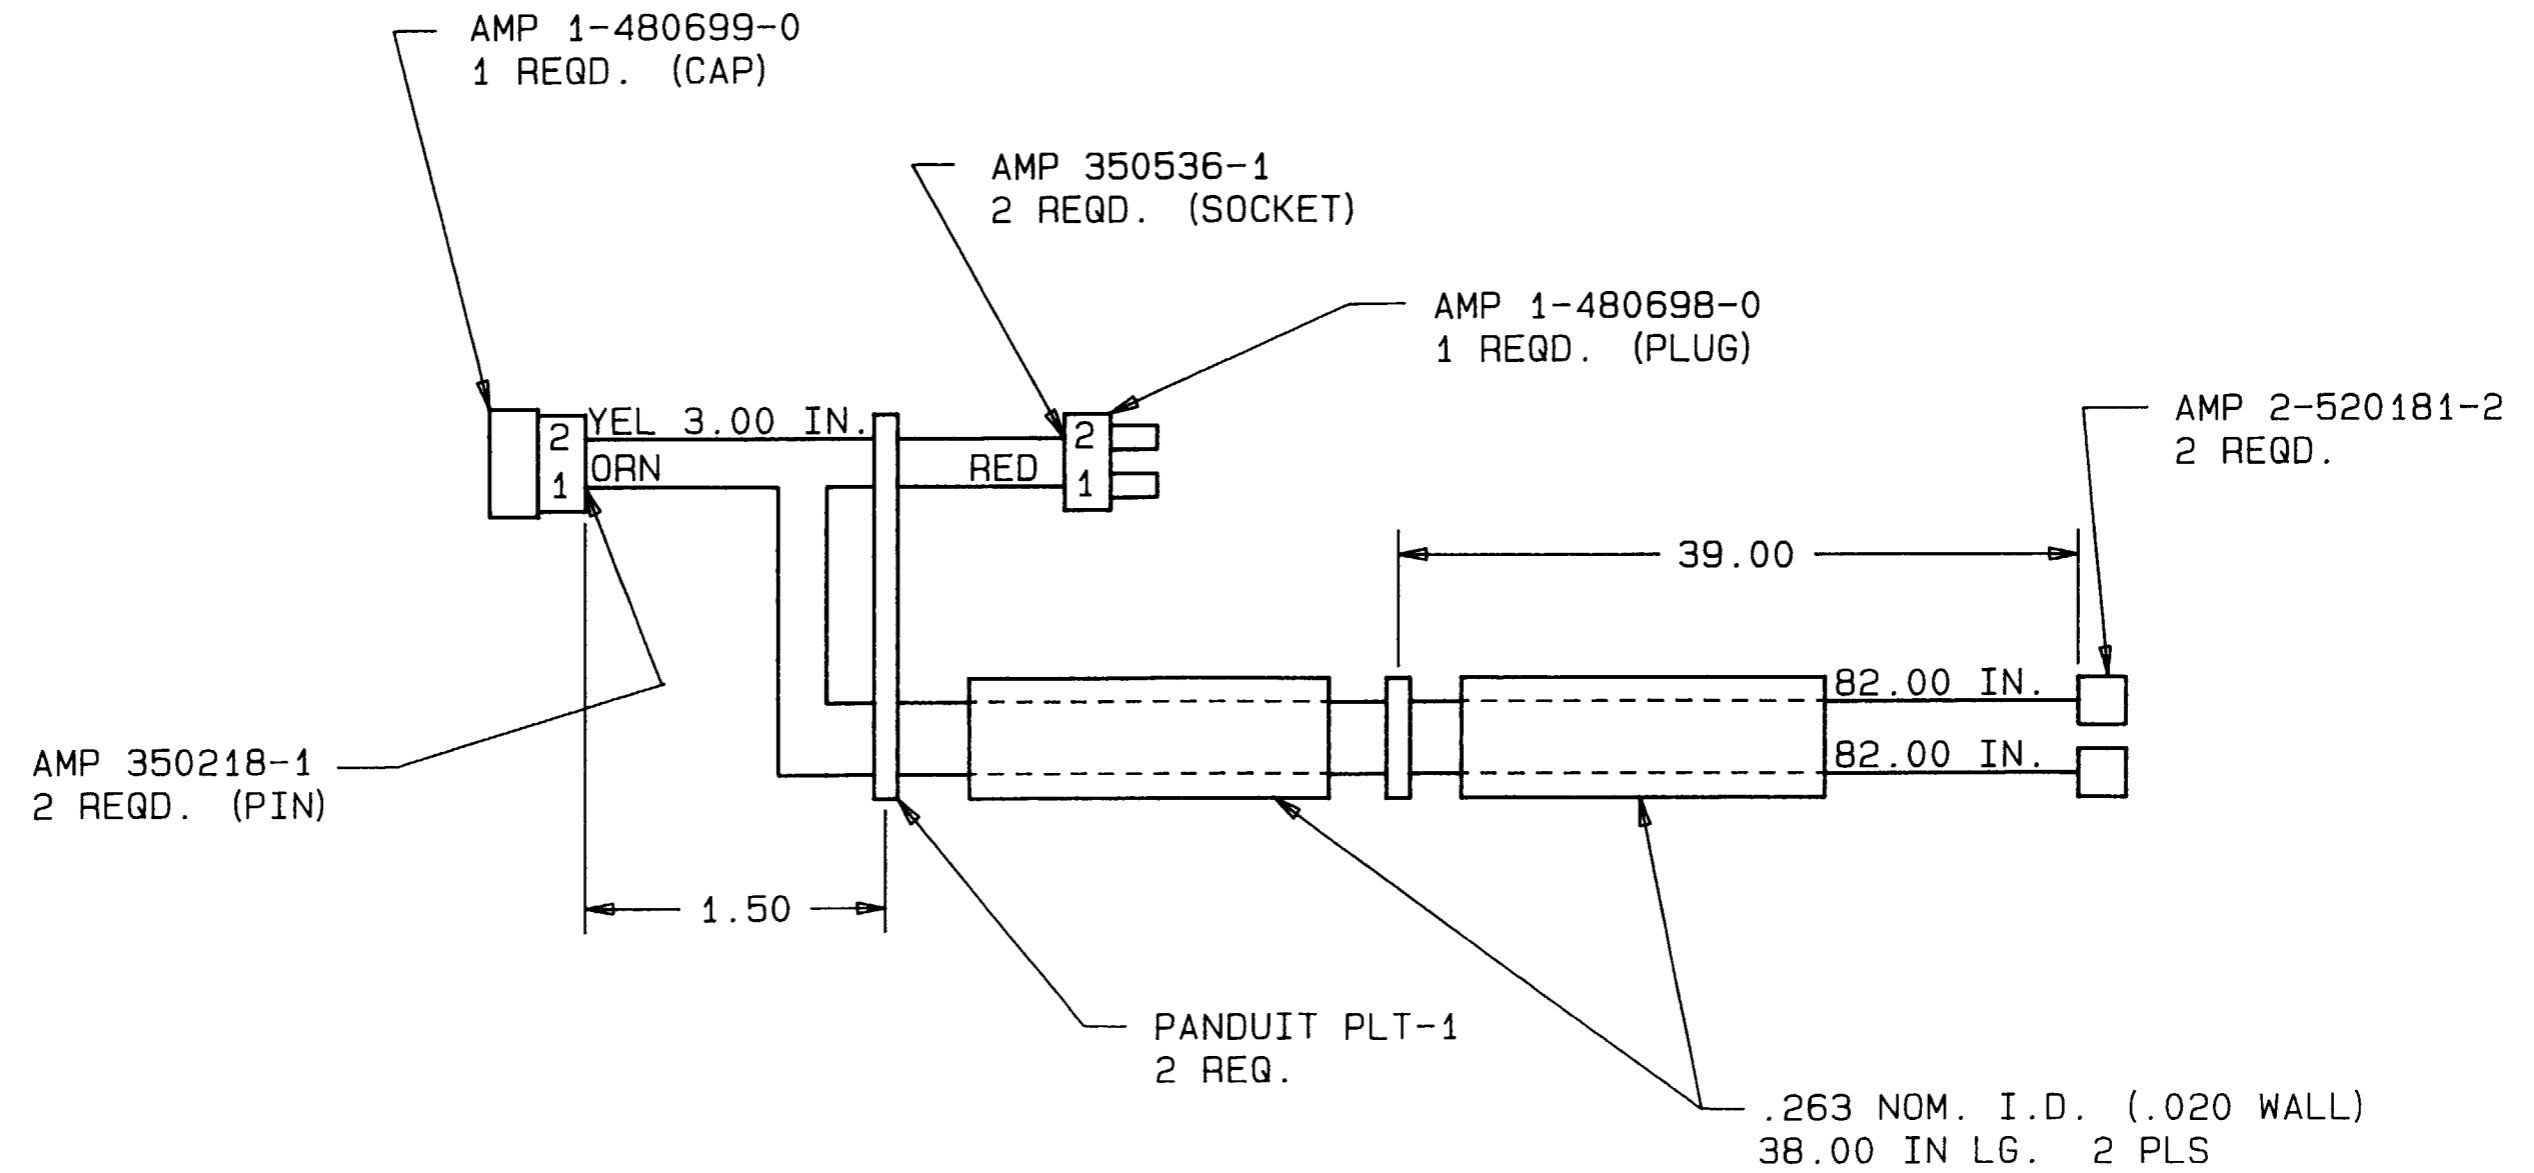 AMP 1-480699-0
1 REQD. (CAP)
AMP 350536-1
2 REQD. (SOCKET)
AMP 1-480698-0
1 REQD. (PLUG)
AMP 2-520181-2
2 REQD.
YEL 3.00 IN.
2
ORN
1
RED
2
1
39.00
82.00 IN.
82.00 IN.
AMP 350218-1
2 REQD. (PIN)
1.50
PANDUIT PLT-1
2 REQ.
.263 NOM. I.D. (.020 WALL)
38.00 IN LG. 2 PLS